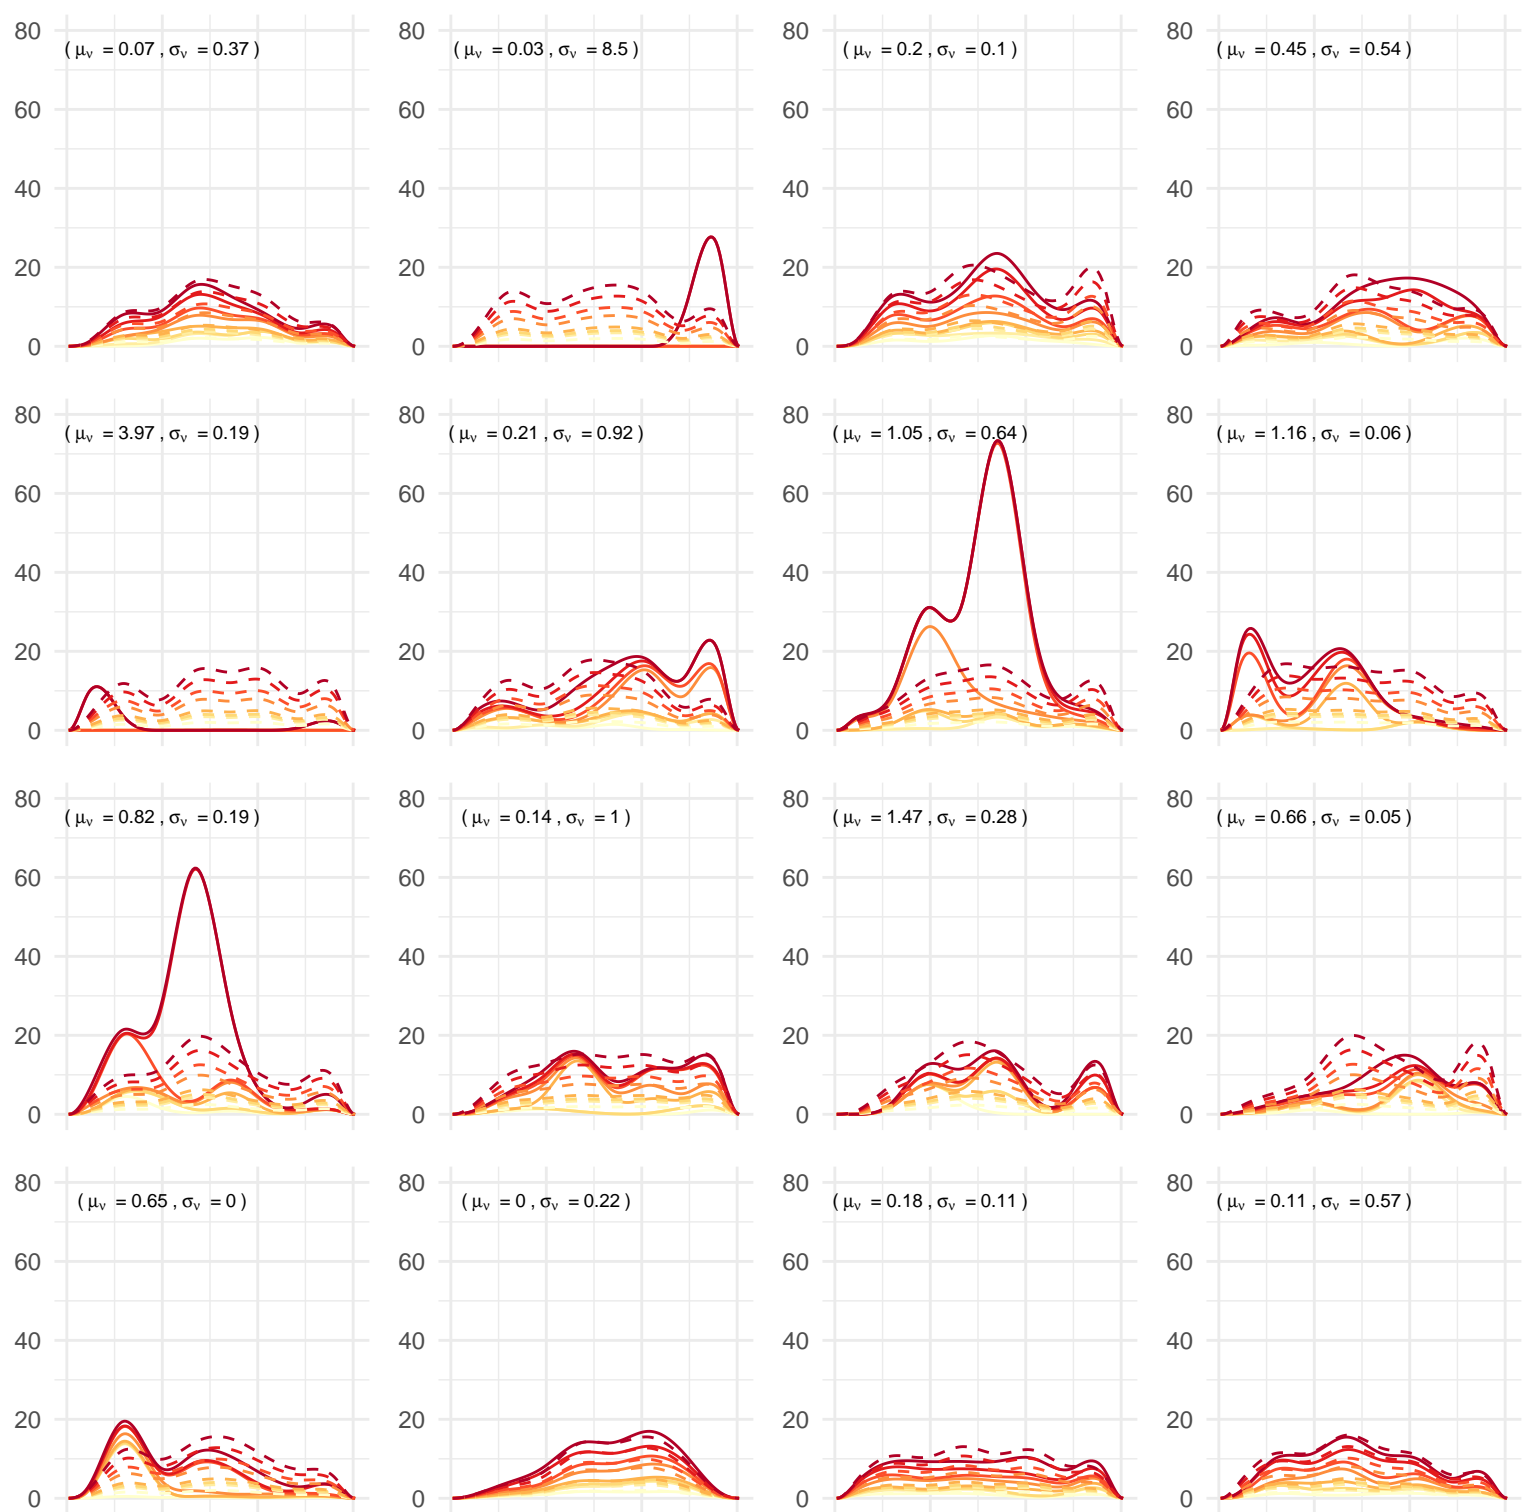 80 80 80 80
( μν = 0.07 , σν = 0.37 ) ( μν = 0.03 , σν = 8.5 ) ( μν = 0.2 , σν = 0.1 ) ( μν = 0.45 , σν = 0.54 )
60 60 60 60
40 40 40 40
20 20 20 20
0 0 0 0
80 80 80 80
( μν = 3.97 , σν = 0.19 ) ( μν = 0.21 , σν = 0.92 ) ( μν = 1.05 , σν = 0.64 ) ( μν = 1.16 , σν = 0.06 )
60 60 60 60
40 40 40 40
20 20 20 20
0 0 0 0
80 80 80 80
( μν = 0.82 , σν = 0.19 ) ( μν = 0.14 , σν = 1 ) ( μν = 1.47 , σν = 0.28 ) ( μν = 0.66 , σν = 0.05 )
60 60 60 60
40 40 40 40
20 20 20 20
0 0 0 0
80 80 80 80
( μν = 0.65 , σν = 0 ) ( μν = 0 , σν = 0.22 ) ( μν = 0.18 , σν = 0.11 ) ( μν = 0.11 , σν = 0.57 )
60 60 60 60
40 40 40 40
20 20 20 20
0 0 0 0